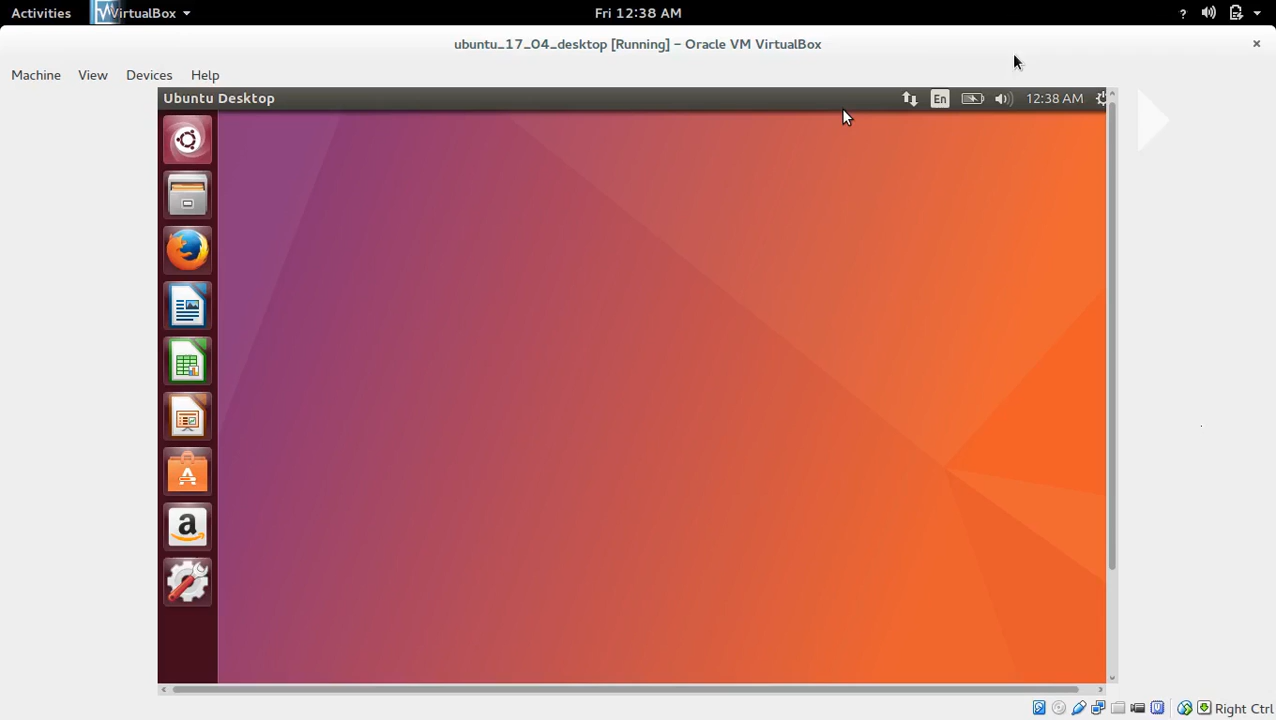 Activities VirtualBox Fri 12:38 AM ?
ubuntu_17_04_desktop [Running] – Oracle VM VirtualBox
Machine View Devices Help
Ubuntu Desktop En 12:38 AM
Right Ctrl